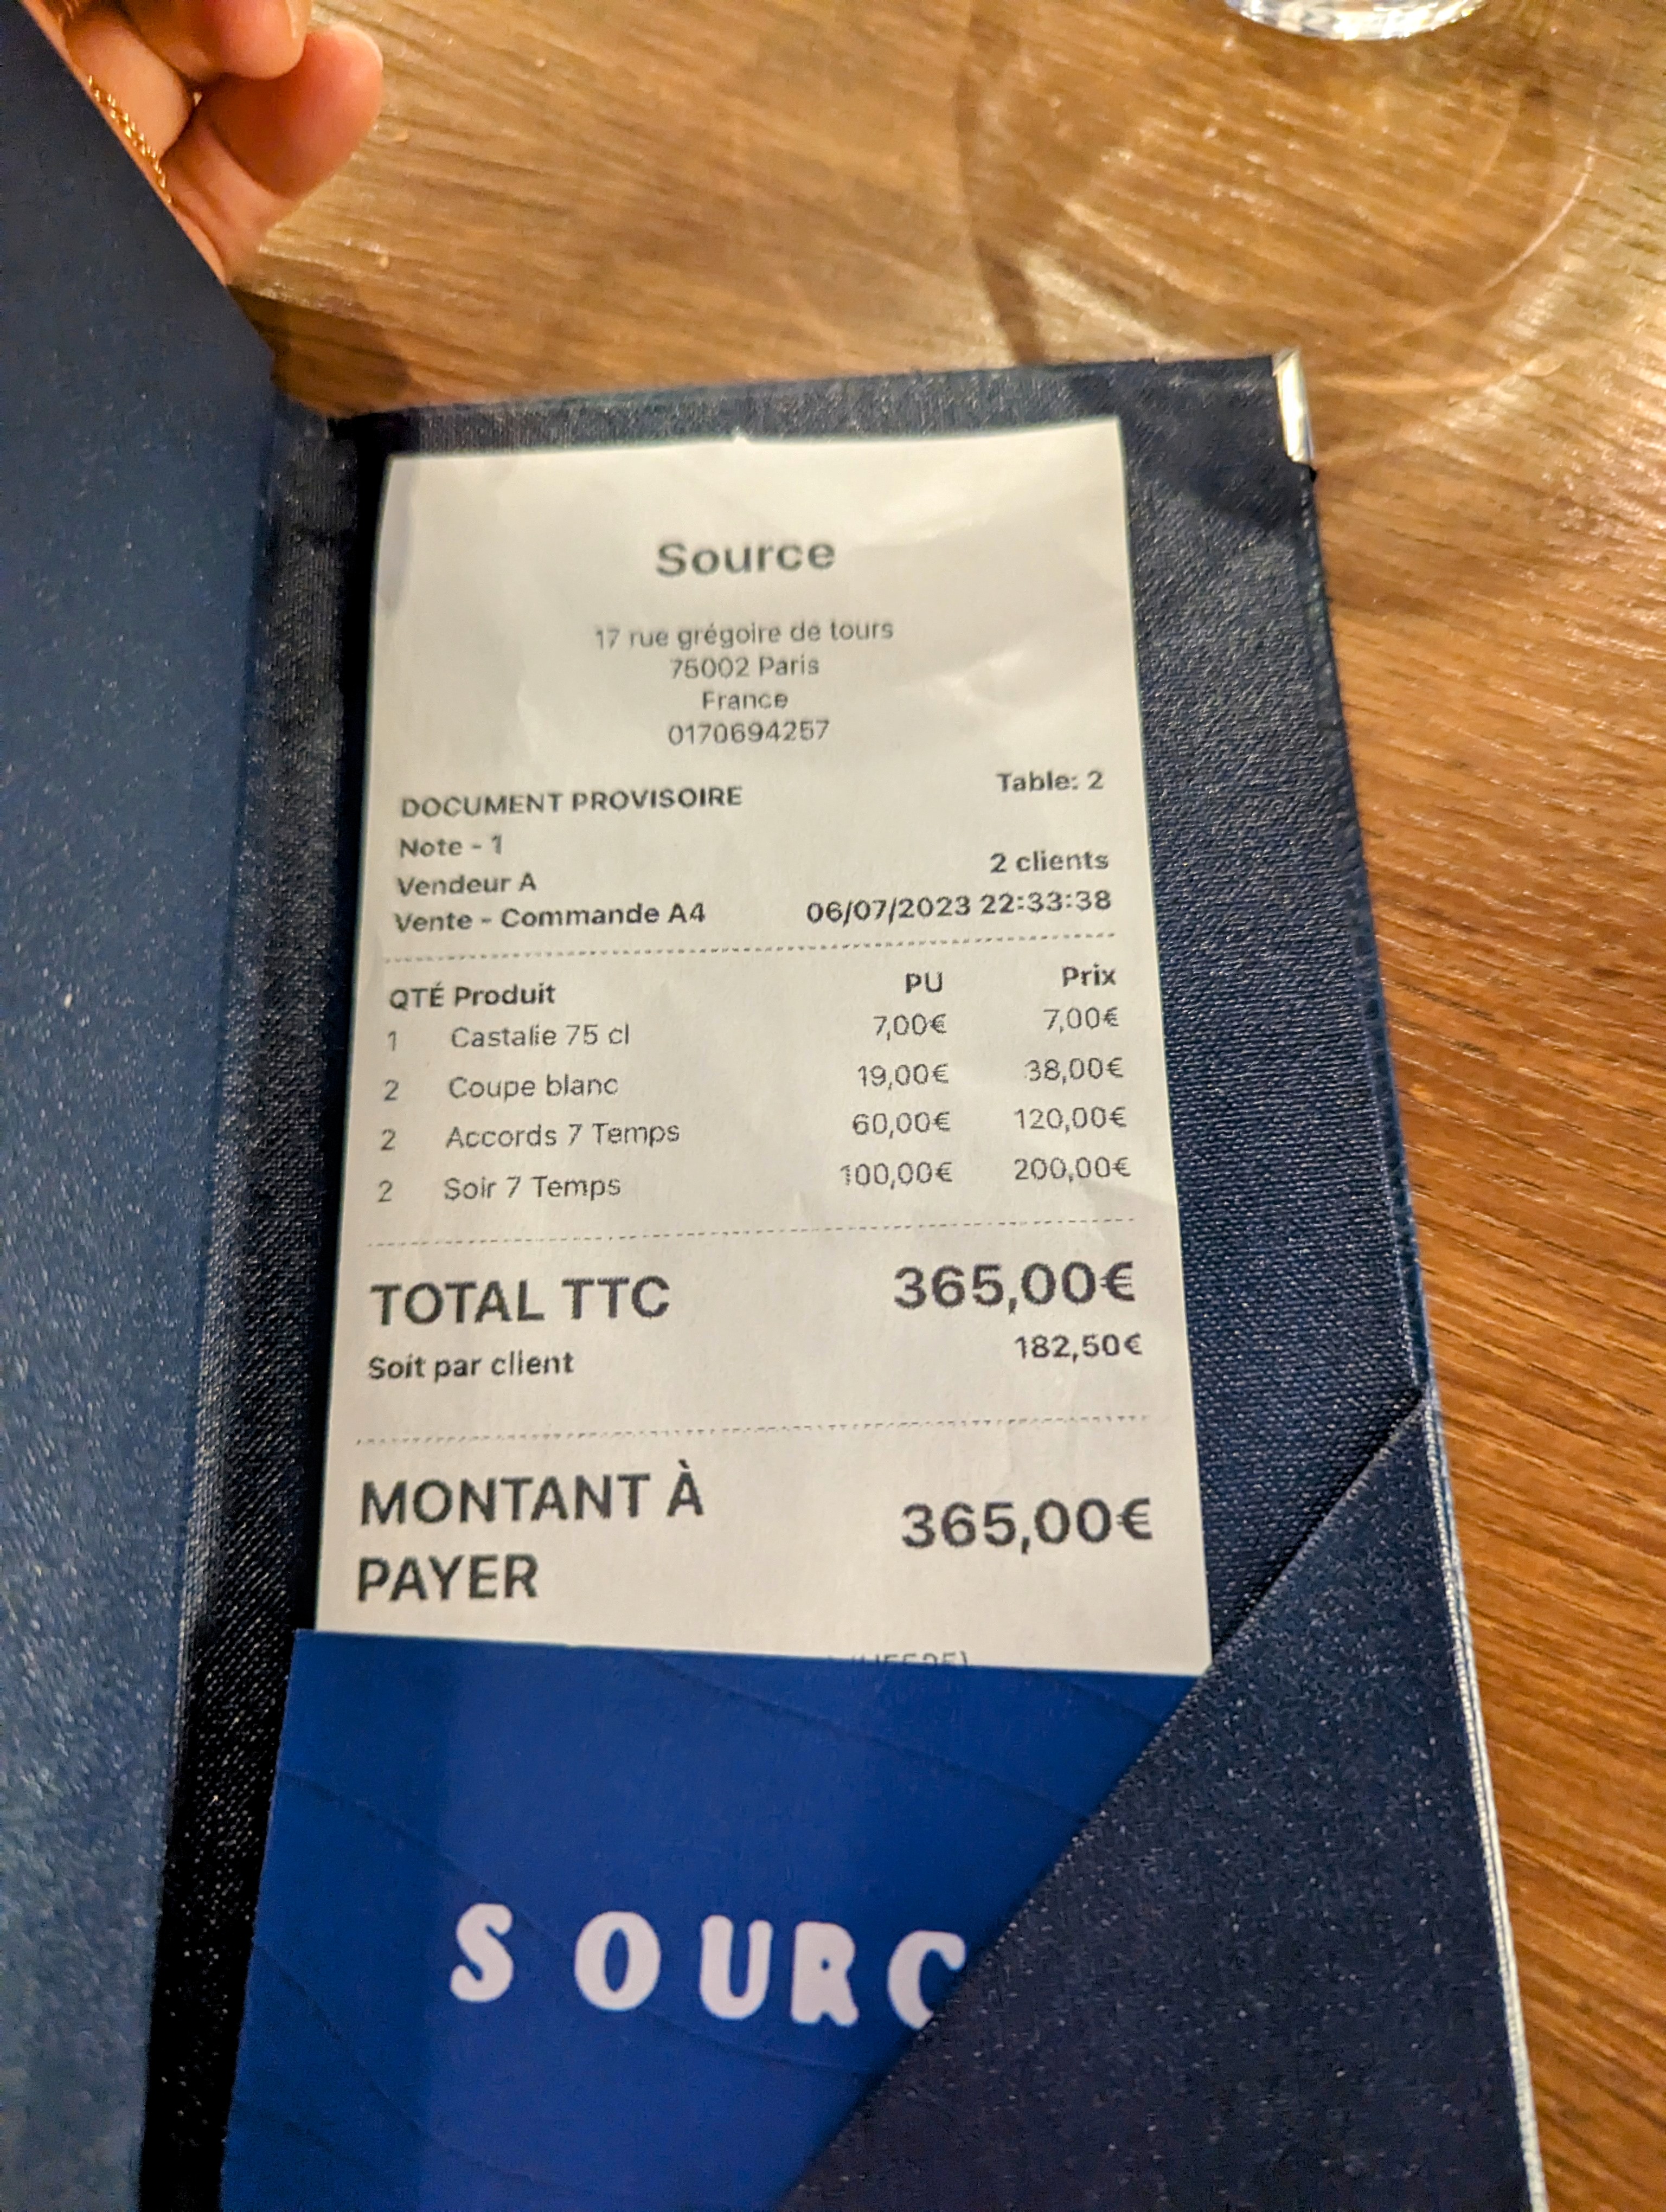 Source
17 rue grégoire de tours
75002 Paris
France
0170694257
DOCUMENT PROVISOIRE Table: 2
Note - 1
Vendeur A 2 clients
Vente - Commande A4 06/07/2023 22:33:38
QTÉ Produit PU Prix
1 Castalie 75 cl 7,00€ 7,00€
2 Coupe blanc 19,00€ 38,00€
2 Accords 7 Temps 60,00€ 120,00€
2 Soir 7 Temps 100,00€ 200,00€
TOTAL TTC 365,00€
Soit par client 182,50€
MONTANT À PAYER 365,00€
SOURC